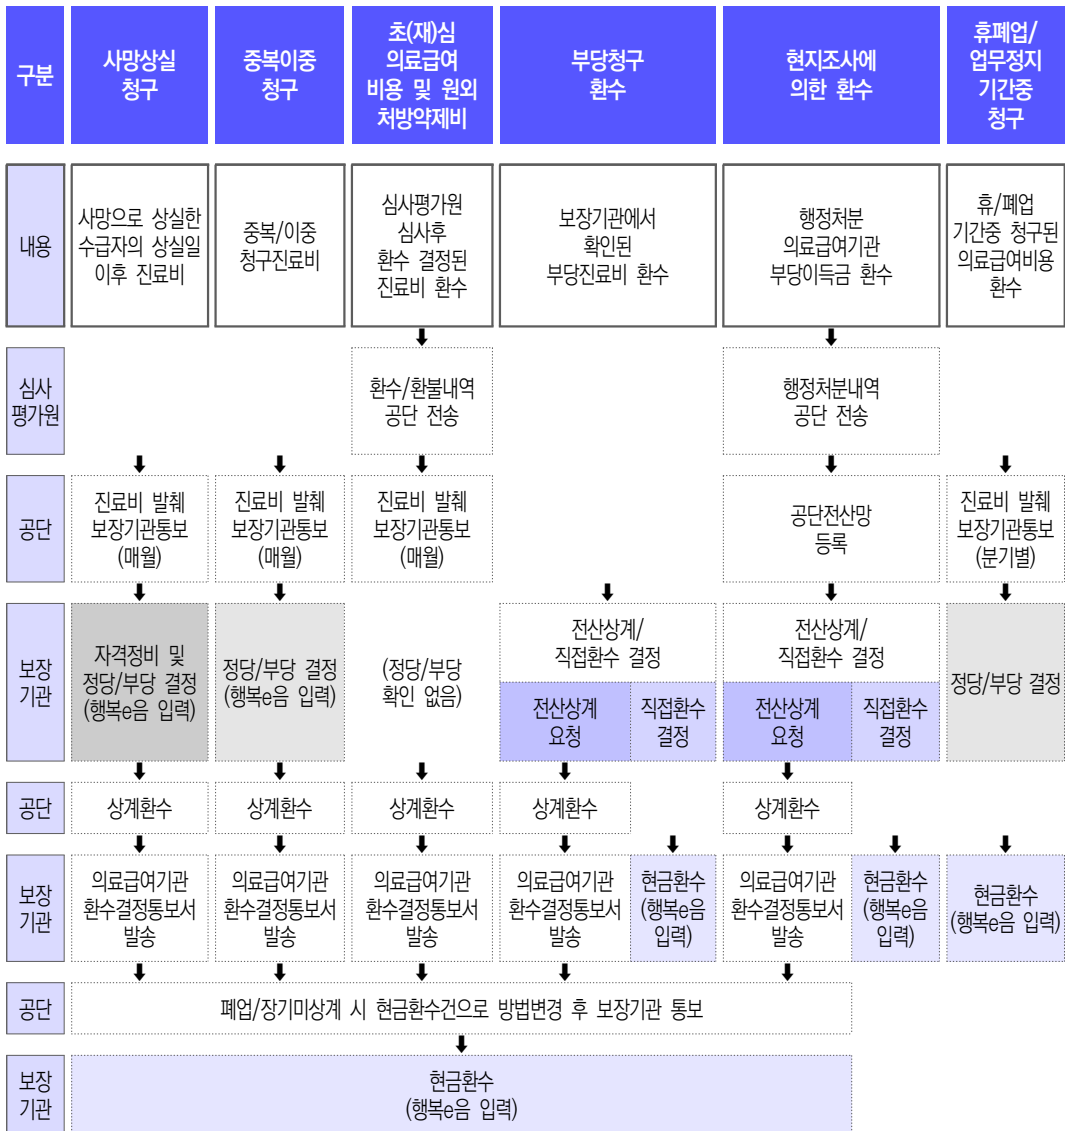 구분
사망상실
청구
중복이중
청구
초(재)심
의료급여
비용 및 원외
처방약제비
부당청구
환수
현지조사에
의한 환수
휴폐업/
업무정지
기간중
청구
내용
사망으로 상실한
수급자의 상실일
이후 진료비
중복/이중
청구진료비
심사평가원
심사후
환수 결정된
진료비 환수
보장기관에서
확인된
부당진료비 환수
행정처분
의료급여기관
부당이득금 환수
휴/폐업
기간중 청구된
의료급여비용
환수
심사
평가원
환수/환불내역
공단 전송
행정처분내역
공단 전송
공단
진료비 발췌
보장기관통보
(매월)
진료비 발췌
보장기관통보
(매월)
진료비 발췌
보장기관통보
(매월)
공단전산망
등록
진료비 발췌
보장기관통보
(분기별)
보장
기관
자격정비 및
정당/부당 결정
(행복e음 입력)
정당/부당 결정
(행복e음 입력)
(정당/부당
확인 없음)
전산상계/
직접환수 결정
전산상계
요청
직접환수
결정
전산상계/
직접환수 결정
전산상계
요청
직접환수
결정
정당/부당 결정
공단
상계환수
상계환수
상계환수
상계환수
상계환수
보장
기관
의료급여기관
환수결정통보서
발송
의료급여기관
환수결정통보서
발송
의료급여기관
환수결정통보서
발송
의료급여기관
환수결정통보서
발송
현금환수
(행복e음
입력)
의료급여기관
환수결정통보서
발송
현금환수
(행복e음
입력)
현금환수
(행복e음 입력)
공단
폐업/장기미상계 시 현금환수건으로 방법변경 후 보장기관 통보
보장
기관
현금환수
(행복e음 입력)